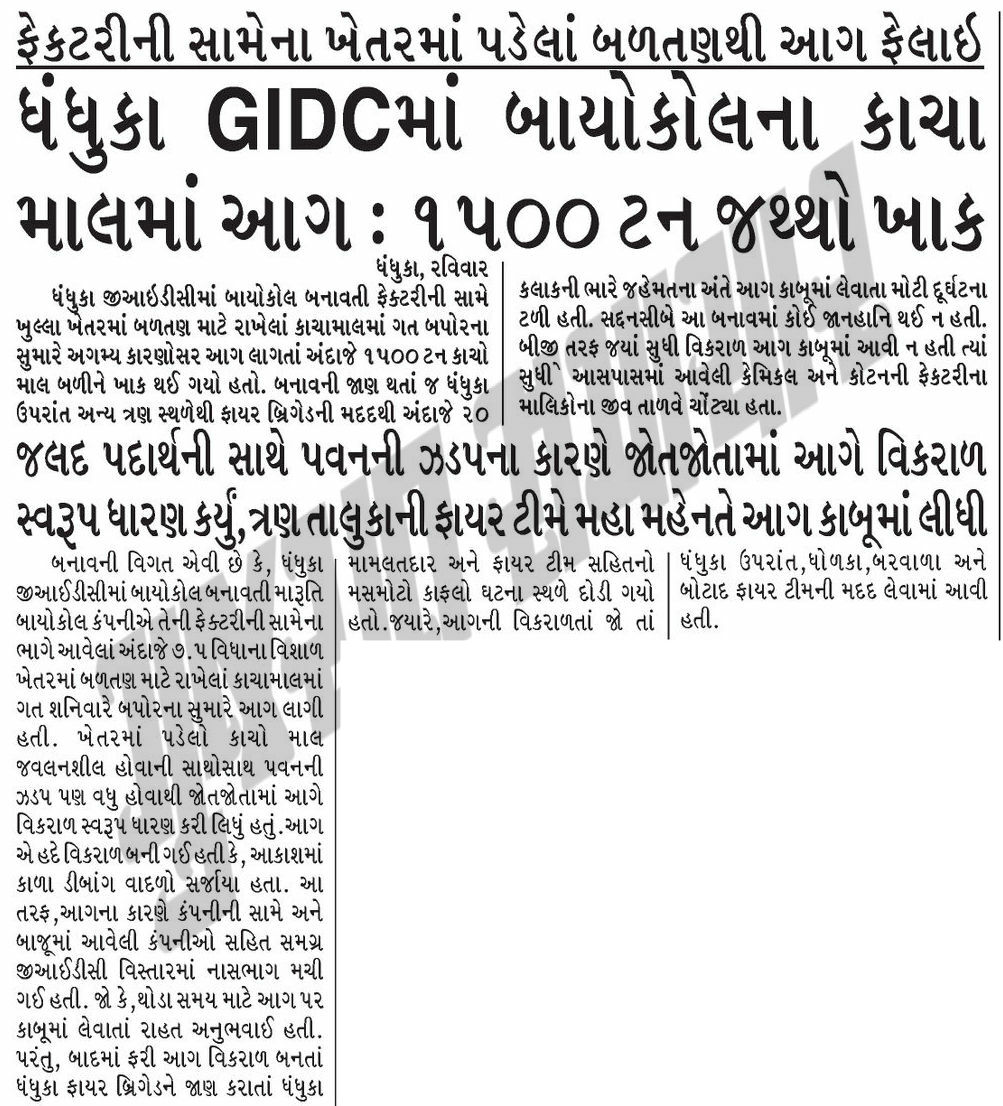 ફેકટરીની સામેના ખેતરમાં પડેલાં બળતણથી આગ ફેલાઇ
ધંધુકા GIDCમાં બાયોકોલના કાચા
માલમાં આગ : ૧૫૦૦ ટન જથ્થો ખાક
ધંધુકા, રવિવાર
ધંધુકા જીઆઇડીસીમાં બાયોકોલ બનાવતી ફેકટરીની સામે
ખુલ્લા ખેતરમાં બળતણ માટે રાખેલાં કાચામાલમાં ગત બપોરના
સુમારે અગમ્ય કારણોસર આગ લાગતાં અંદાજે ૧૫૦૦ ટન કાચો
માલ બળીને ખાક થઈ ગયો હતો. બનાવની જાણ થતાં જ ધંધુકા
ઉપરાંત અન્ય ત્રણ સ્થળેથી ફાયર બ્રિગેડની મદદથી અંદાજે ૨૦
કલાકની ભારે જહેમતના અંતે આગ કાબૂમાં લેવાતા મોટી દૂર્ઘટના
ટળી હતી. સદ્દનસીબે આ બનાવમાં કોઈ જાનહાનિ થઈ ન હતી.
બીજી તરફ જયાં સુધી વિકરાળ આગ કાબૂમાં આવી ન હતી ત્યાં
સુધી આસપાસમાં આવેલી કેમિકલ અને કોટનની ફેકટરીના
માલિકોના જીવ તાળવે ચોંટ્યા હતા.
જલદ પદાર્થની સાથે પવનની ઝડપના કારણે જોતજોતામાં આગે વિકરાળ
સ્વરૂપ ધારણ કર્યું,ત્રણ તાલુકાની ફાયર ટીમે મહા મહેનતે આગ કાબૂમાં લીધી
બનાવની વિગત એવી છે કે, ધંધુકા
જીઆઈડીસીમાં બાયોકોલ બનાવતી મારૂતિ
બાયોકોલ કંપનીએ તેની ફેક્ટરીની સામેના
ભાગે આવેલાં અંદાજે ૭.૫ વિધાના વિશાળ
ખેતરમાં બળતણ માટે રાખેલાં કાચામાલમાં
ગત શનિવારે બપોરના સુમારે આગ લાગી
હતી. ખેતરમાં પડેલો કાચો માલ
જવલનશીલ હોવાની સાથોસાથ પવનની
ઝડપ પણ વધુ હોવાથી જોતજોતામાં આગે
વિકરાળ સ્વરૂપ ધારણ કરી લિધું હતું.આગ
એ હદે વિકરાળ બની ગઈ હતી કે, આકાશમાં
કાળા ડીબાંગ વાદળો સર્જાયા હતા. આ
તરફ,આગના કારણે કંપનીની સામે અને
બાજૂમાં આવેલી કંપનીઓ સહિત સમગ્ર
જીઆઈડીસી વિસ્તારમાં નાસભાગ મચી
ગઈ હતી. જો કે,થોડા સમય માટે આગ પર
કાબૂમાં લેવાતાં રાહત અનુભવાઈ હતી.
પરંતુ, બાદમાં ફરી આગ વિકરાળ બનતાં
ધંધુકા ફાયર બ્રિગેડને જાણ કરાતાં ધંધુકા
મામલતદાર અને ફાયર ટીમ સહિતનો
મસમોટો કાફલો ઘટના સ્થળે દોડી ગયો
હતો.જયારે,આગની વિકરાળતાં જો તાં
ધંધુકા ઉપરાંત,ધોળકા,બરવાળા અને
બોટાદ ફાયર ટીમની મદદ લેવામાં આવી
હતી.
ગુજરાત સમાચાર